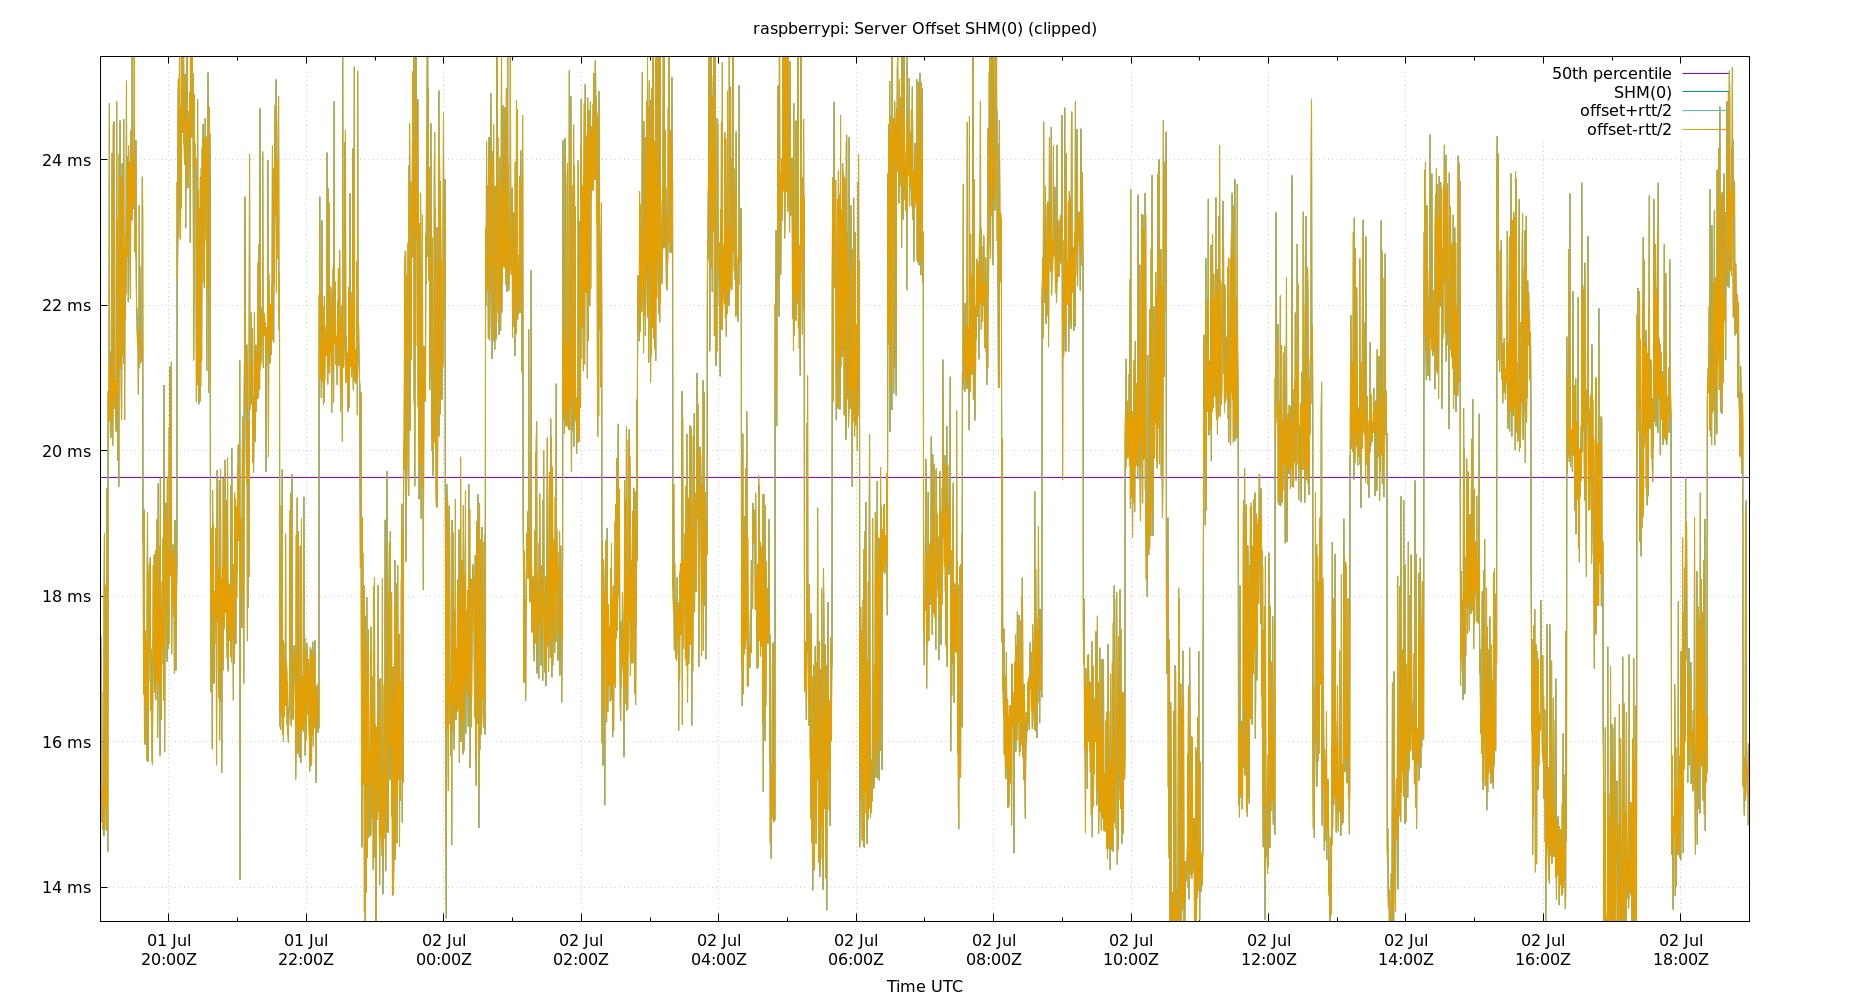 raspberrypi: Server Offset SHM(0) (clipped)
50th percentile
SHM(0)
offset+rtt/2
offset-rtt/2
24 ms
22 ms
20 ms
18 ms
16 ms
14 ms
01 Jul 01 Jul 02 Jul 02 Jul 02 Jul 02 Jul 02 Jul 02 Jul 02 Jul 02 Jul 02 Jul 02 Jul
20:00Z 22:00Z 00:00Z 02:00Z 04:00Z 06:00Z 08:00Z 10:00Z 12:00Z 14:00Z 16:00Z 18:00Z
Time UTC